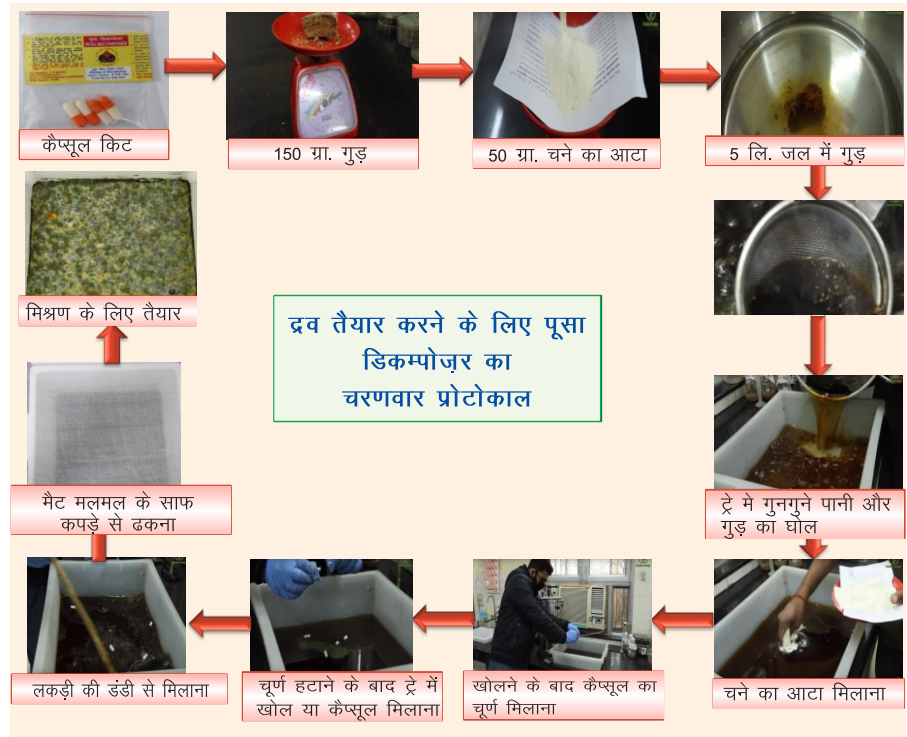 कैप्सूल किट
150 ग्रा. गुड़
50 ग्रा. चने का आटा
5 लि. जल में गुड़
ट्रे मे गुनगुने पानी और
गुड़ का घोल
चने का आटा मिलाना
खोलने के बाद कैप्सूल का
चूर्ण मिलाना
चूर्ण हटाने के बाद ट्रे में
खोल या कैप्सूल मिलाना
लकड़ी की डंडी से मिलाना
मैट मलमल के साफ
कपड़े से ढकना
मिश्रण के लिए तैयार
द्रव तैयार करने के लिए पूसा
डिकम्पोज़र का
चरणवार प्रोटोकाल